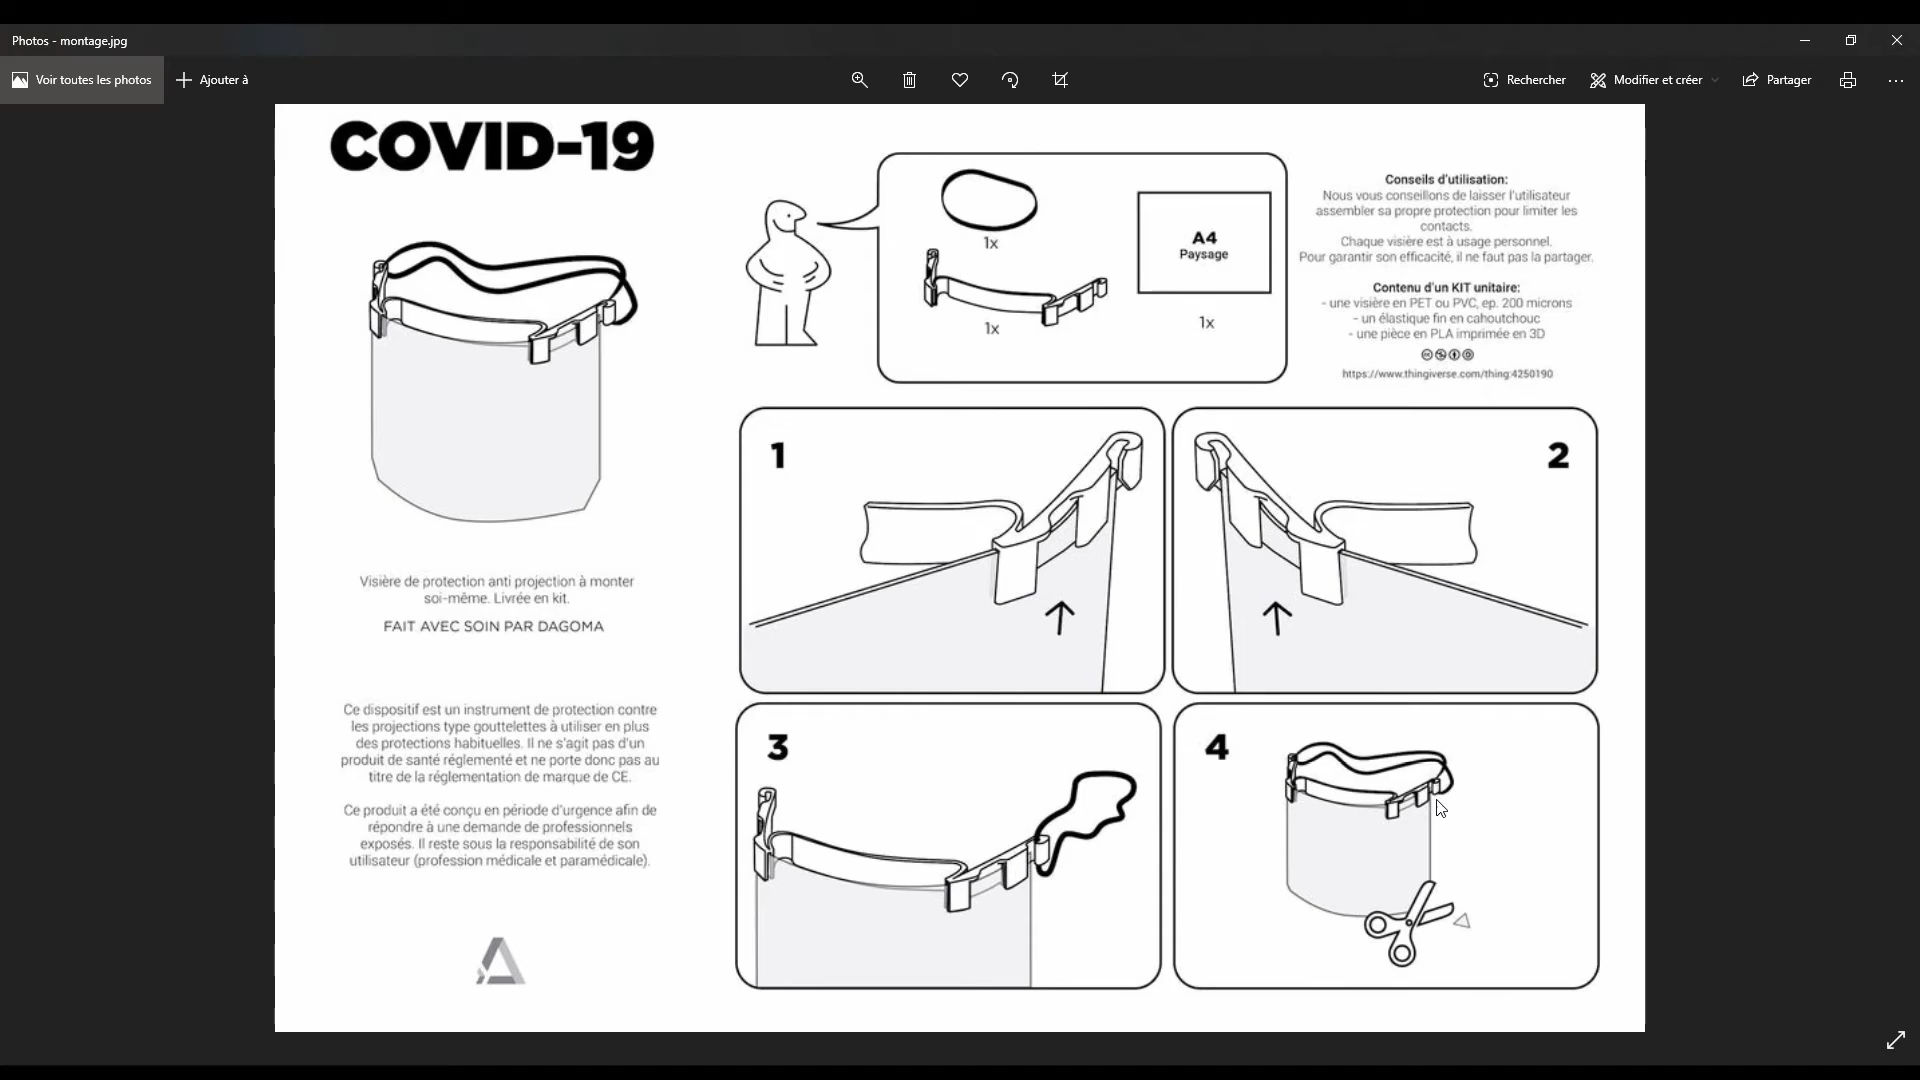 Photos - montage.jpg
Voir toutes les photos
Ajouter à
Rechercher
Modifier et créer
Partager
COVID-19
Visière de protection anti projection à monter
soi-même. Livrée en kit.
FAIT AVEC SOIN PAR DAGOMA
Ce dispositif est un instrument de protection contre
les projections type gouttelettes à utiliser en plus
des protections habituelles. Il ne s'agit pas d'un
produit de santé réglementé et ne porte donc pas au
titre de la réglementation de marque de CE.
Ce produit a été conçu en période d'urgence afin de
répondre à une demande de professionnels
exposés. Il reste sous la responsabilité de son
utilisateur (profession médicale et paramédicale).
1x
1x
A4
Paysage
1x
Conseils d'utilisation:
Nous vous conseillons de laisser l'utilisateur
assembler sa propre protection pour limiter les
contacts.
Chaque visière est à usage personnel.
Pour garantir son efficacité, il ne faut pas la partager.
Contenu d'un KIT unitaire:
- une visière en PET ou PVC, ep. 200 microns
- un élastique fin en cahoutchouc
- une pièce en PLA imprimée en 3D
https://www.thingiverse.com/thing:4250190
1
2
3
4